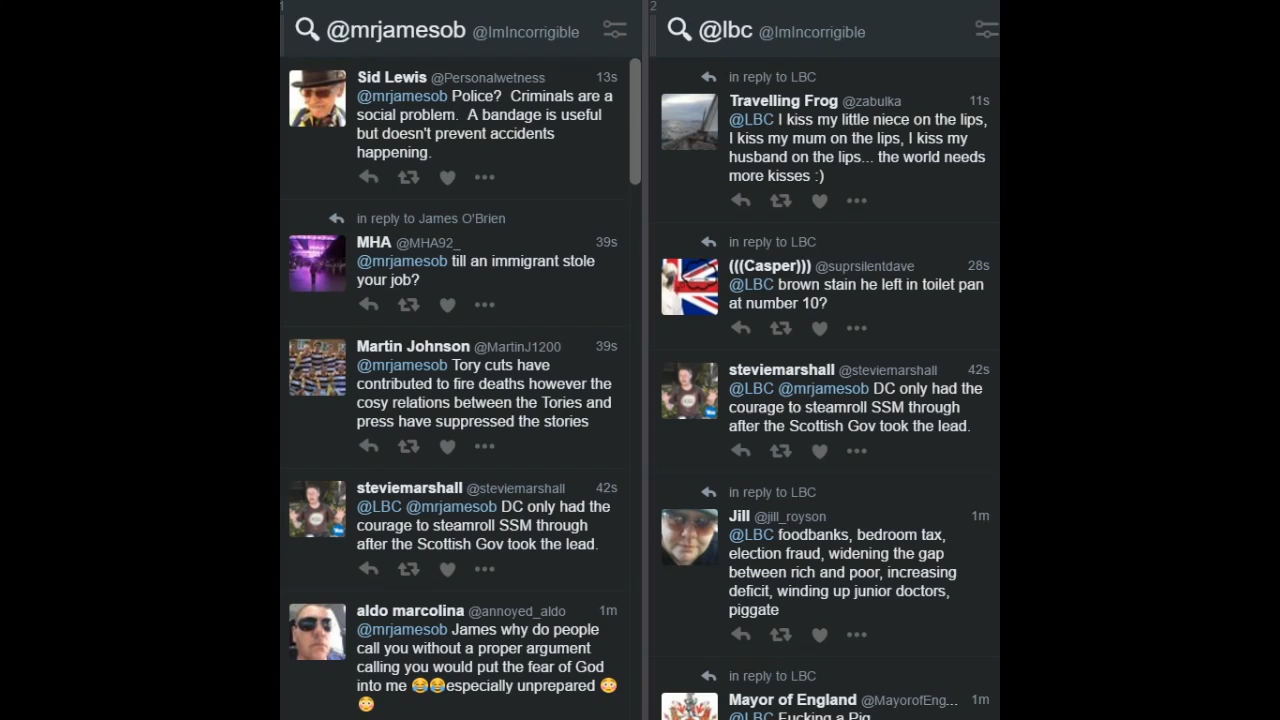 1
@mrjamesob @ImIncorrigible
Sid Lewis @Personalwetness 13s
@mrjamesob Police? Criminals are a
social problem. A bandage is useful
but doesn't prevent accidents
happening.
in reply to James O'Brien
MHA @MHA92_ 39s
@mrjamesob till an immigrant stole
your job?
Martin Johnson @MartinJ1200 39s
@mrjamesob Tory cuts have
contributed to fire deaths however the
cosy relations between the Tories and
press have suppressed the stories
steviemarshall @steviemarshall 42s
@LBC @mrjamesob DC only had the
courage to steamroll SSM through
after the Scottish Gov took the lead.
aldo marcolina @annoyed_aldo 1m
@mrjamesob James why do people
call you without a proper argument
calling you would put the fear of God
into me 😂😂especially unprepared 😳
😳
2
@lbc @ImIncorrigible
in reply to LBC
Travelling Frog @zabulka 11s
@LBC I kiss my little niece on the lips,
I kiss my mum on the lips, I kiss my
husband on the lips... the world needs
more kisses :)
in reply to LBC
(((Casper))) @suprsilentdave 28s
@LBC brown stain he left in toilet pan
at number 10?
steviemarshall @steviemarshall 42s
@LBC @mrjamesob DC only had the
courage to steamroll SSM through
after the Scottish Gov took the lead.
in reply to LBC
Jill @jill_royson 1m
@LBC foodbanks, bedroom tax,
election fraud, widening the gap
between rich and poor, increasing
deficit, winding up junior doctors,
piggate
in reply to LBC
Mayor of England @MayorofEng... 1m
@LBC Fucking a Pig